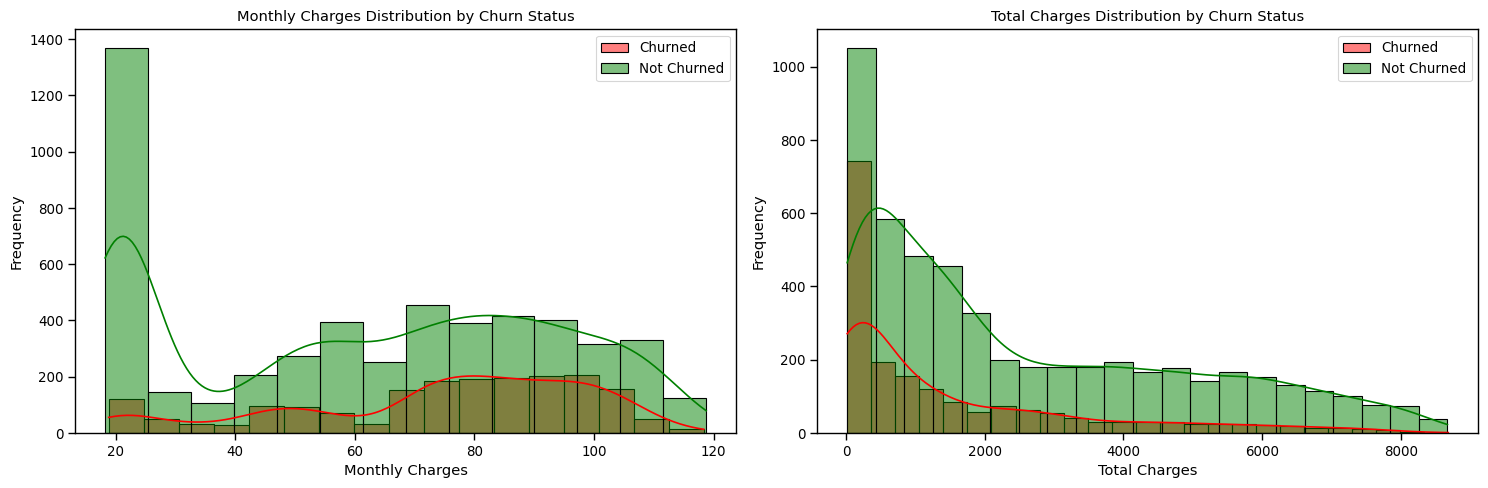 Monthly Charges Distribution by Churn Status
Churned
Not Churned
1400
1200
1000
800
600
400
200
0
Frequency
20 40 60 80 100 120
Monthly Charges
Total Charges Distribution by Churn Status
Churned
Not Churned
1000
800
600
400
200
0
Frequency
0 2000 4000 6000 8000
Total Charges